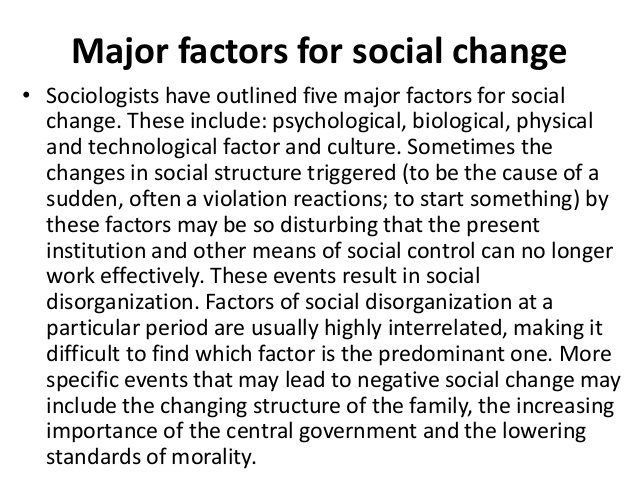 Major factors for social change
• Sociologists have outlined five major factors for social
change. These include: psychological, biological, physical
and technological factor and culture. Sometimes the
changes in social structure triggered (to be the cause of a
sudden, often a violation reactions; to start something) by
these factors may be so disturbing that the present
institution and other means of social control can no longer
work effectively. These events result in social
disorganization. Factors of social disorganization at a
particular period are usually highly interrelated, making it
difficult to find which factor is the predominant one. More
specific events that may lead to negative social change may
include the changing structure of the family, the increasing
importance of the central government and the lowering
standards of morality.